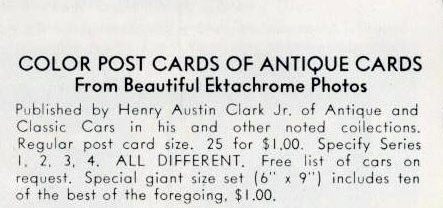 COLOR POST CARDS OF ANTIQUE CARDS
From Beautiful Ektachrome Photos
Published by Henry Austin Clark Jr. of Antique and
Classic Cars in his and other noted collections.
Regular post card size. 25 for $1.00. Specify Series
1, 2, 3, 4. ALL DIFFERENT. Free list of cars on
request. Special giant size set (6" x 9") includes ten
of the best of the foregoing, $1.00.